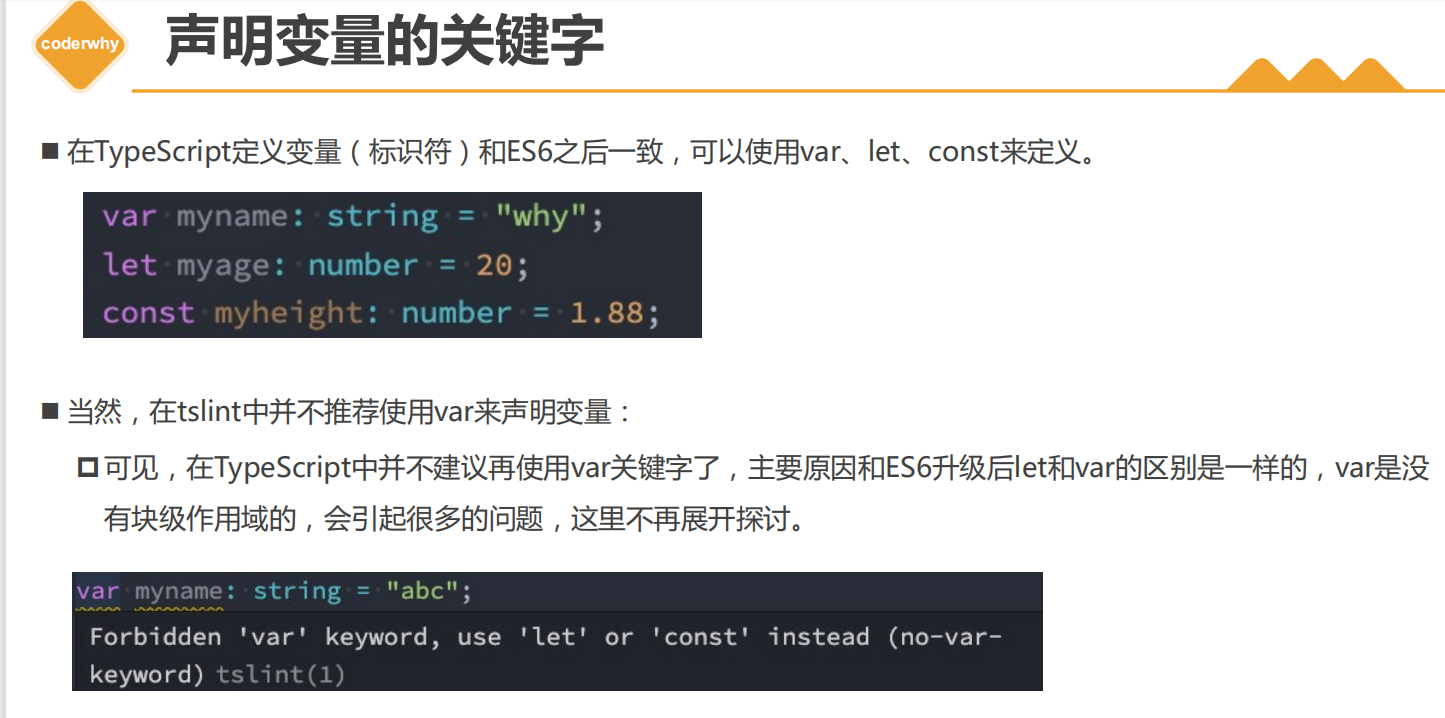 coderwhy
声明变量的关键字
■ 在TypeScript定义变量（标识符）和ES6之后一致，可以使用var、let、const来定义。
var myname: string = "why";
let myage: number = 20;
const myheight: number = 1.88;
■ 当然，在tslint中并不推荐使用var来声明变量：
可见，在TypeScript中并不建议再使用var关键字了，主要原因和ES6升级后let和var的区别是一样的，var是没
有块级作用域的，会引起很多的问题，这里不再展开探讨。
var myname: string = "abc";
Forbidden 'var' keyword, use 'let' or 'const' instead (no-var-
keyword) tslint(1)